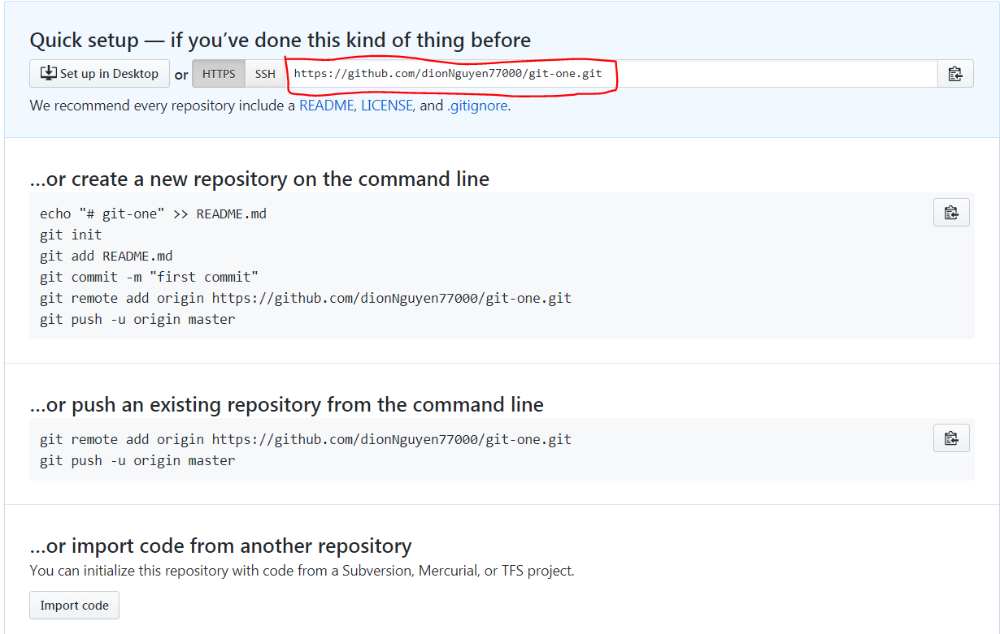 Quick setup — if you’ve done this kind of thing before
Set up in Desktop or HTTPS SSH https://github.com/dionNguyen77000/git-one.git
We recommend every repository include a README, LICENSE, and .gitignore.
…or create a new repository on the command line
echo "# git-one" >> README.md
git init
git add README.md
git commit -m "first commit"
git remote add origin https://github.com/dionNguyen77000/git-one.git
git push -u origin master
…or push an existing repository from the command line
git remote add origin https://github.com/dionNguyen77000/git-one.git
git push -u origin master
…or import code from another repository
You can initialize this repository with code from a Subversion, Mercurial, or TFS project.
Import code